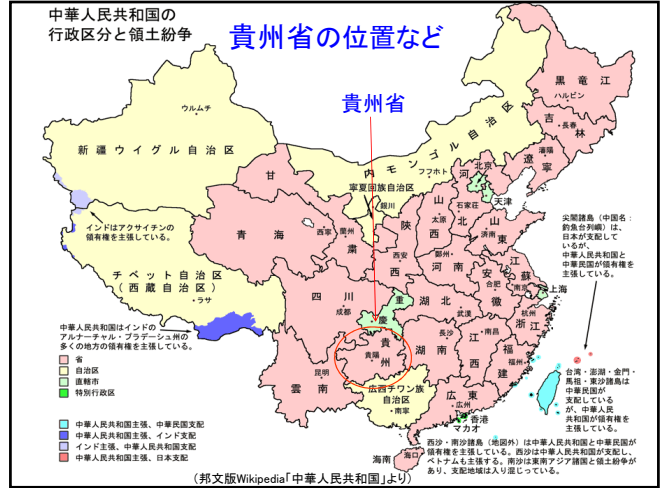 中華人民共和国の
行政区分と領土紛争
貴州省の位置など
貴州省
黒竜江
ハルビン
吉林
長春
瀋陽
遼寧
ウルムチ
新疆ウイグル自治区
内モンゴル自治区
フフホト
寧夏回族自治区
銀川
甘粛
蘭州
青海
西寧
河北
北京
天津
石家荘
山西
太原
山東
済南
陝西
西安
河南
鄭州
江蘇
南京
安徽
合肥
上海
杭州
浙江
インドはアクサイチンの
領有権を主張している。
チベット自治区
(西蔵自治区)
ラサ
四川
成都
重慶
湖北
武漢
長沙
湖南
南昌
江西
福州
福建
貴州
貴陽
昆明
雲南
広西チワン族
自治区
南寧
広東
広州
香港
マカオ
海南
海口
尖閣諸島(中国名:
釣魚台列嶼)は、
日本が支配して
いるが、
中華人民共和国と
中華民国が領有権を
主張している。
中華人民共和国はインドの
アルナーチャル・プラデーシュ州の
多くの地方の領有権を主張している。
省
自治区
直轄市
特別行政区
中華人民共和国主張、中華民国支配
中華人民共和国主張、インド支配
インド主張、中華人民共和国支配
中華人民共和国主張、日本支配
台湾・澎湖・金門・
馬祖・東沙諸島は
中華民国が
支配している
が、中華人民
共和国が領有権を
主張している。
西沙・南沙諸島(地図外)は中華人民共和国と中華民国が
領有権を主張している。西沙は中華人民共和国が支配し、
ベトナムも主張する。南沙は東南アジア諸国と領土紛争が
あり、支配地域は入り混じっている。
(邦文版Wikipedia「中華人民共和国」より)